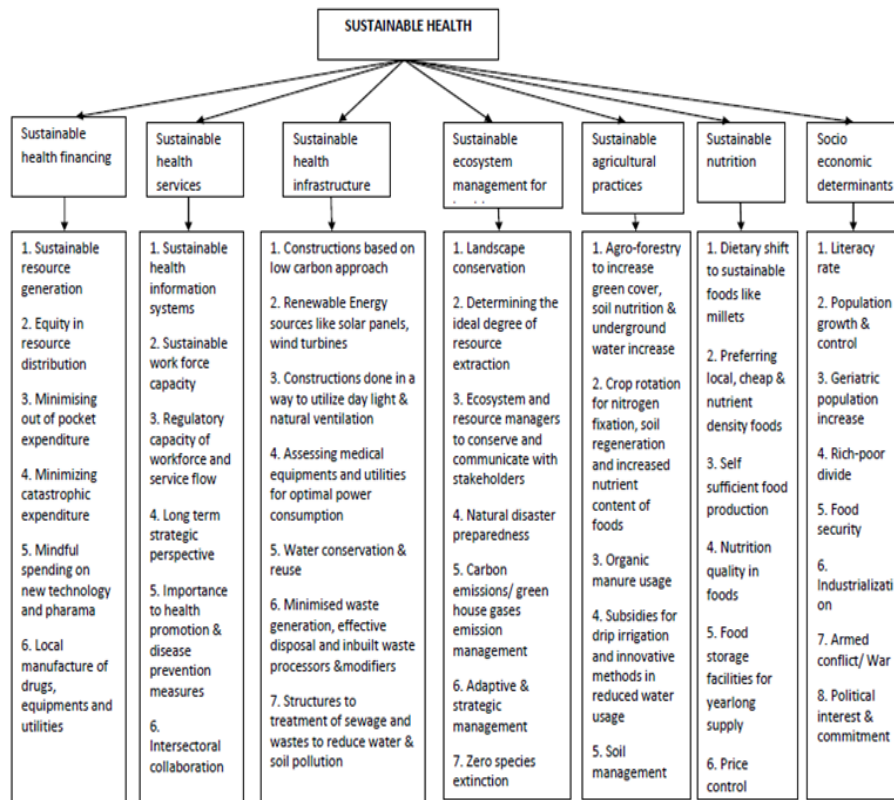 SUSTAINABLE HEALTH
Sustainable
health financing
Sustainable
health
services
Sustainable
health
infrastructure
Sustainable
ecosystem
management for
Sustainable
agricultural
practices
Sustainable
nutrition
Socio
economic
determinants
1. Sustainable
resource
generation
2. Equity in
resource
distribution
3. Minimising
out of pocket
expenditure
4. Minimizing
catastrophic
expenditure
5. Mindful
spending on
new technology
and pharama
6. Local
manufacture of
drugs,
equipments and
utilities
1. Sustainable
health
information
systems
2. Sustainable
work force
capacity
3. Regulatory
capacity of
workforce and
service flow
4. Long term
strategic
perspective
5. Importance
to health
promotion &
disease
prevention
measures
6.
Intersectoral
collaboration
1. Constructions based on
low carbon approach
2. Renewable Energy
sources like solar panels,
wind turbines
3. Constructions done in a
way to utilize day light &
natural ventilation
4. Assessing medical
equipments and utilities
for optimal power
consumption
5. Water conservation &
reuse
6. Minimised waste
generation, effective
disposal and inbuilt waste
processors &modifiers
7. Structures to
treatment of sewage and
wastes to reduce water &
soil pollution
1. Landscape
conservation
2. Determining the
ideal degree of
resource
extraction
3. Ecosystem and
resource managers
to conserve and
communicate with
stakeholders
4. Natural disaster
preparedness
5. Carbon
emissions/ green
house gases
emission
management
6. Adaptive &
strategic
management
7. Zero species
extinction
1. Agro-forestry
to increase
green cover,
soil nutrition &
underground
water increase
2. Crop rotation
for nitrogen
fixation, soil
regeneration
and increased
nutrient
content of
foods
3. Organic
manure usage
4. Subsidies for
drip irrigation
and innovative
methods in
reduced water
usage
5. Soil
management
1. Dietary shift
to sustainable
foods like
millets
2. Preferring
local, cheap &
nutrient
density foods
3. Self
sufficient food
production
4. Nutrition
quality in
foods
5. Food
storage
facilities for
yearlong
supply
6. Price
control
1. Literacy
rate
2. Population
growth &
control
3. Geriatric
population
increase
4. Rich-poor
divide
5. Food
security
6.
Industrializati
on
7. Armed
conflict/ War
8. Political
interest &
commitment